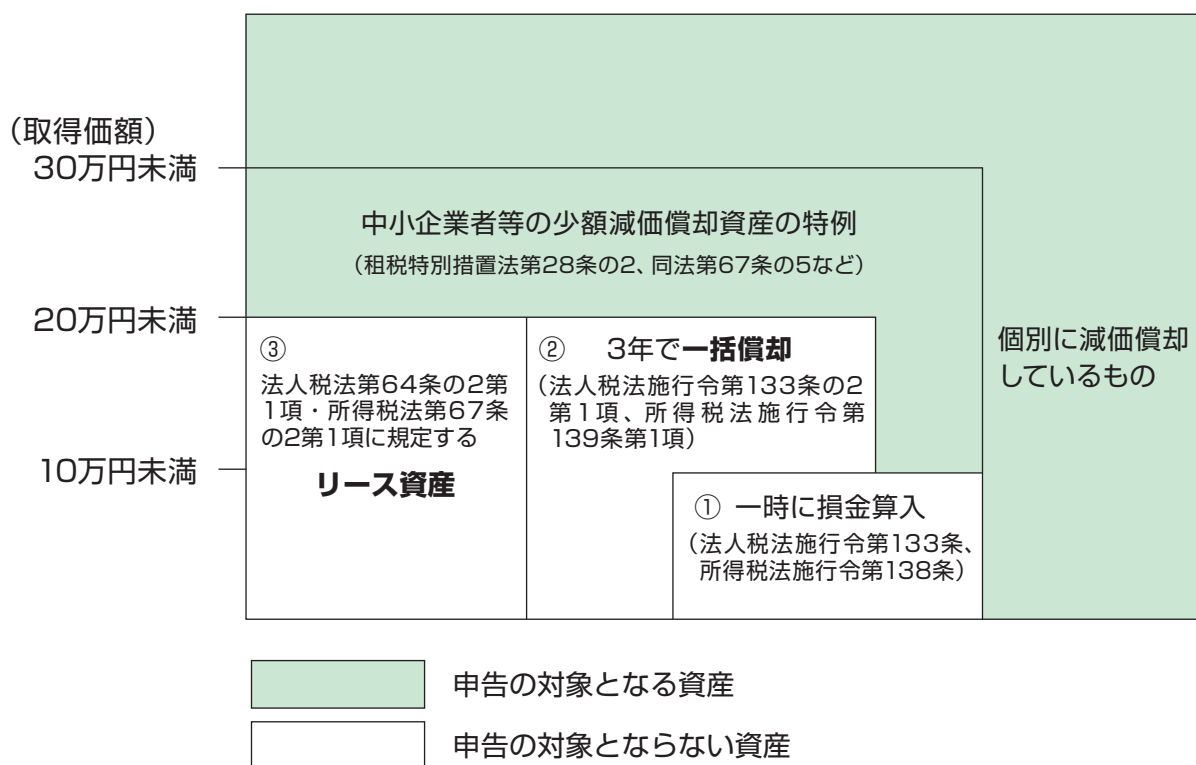 (取得価額)
30万円未満
中小企業者等の少額減価償却資産の特例
(租税特別措置法第28条の2、同法第67条の5など)
20万円未満
③
法人税法第64条の2第
1項・所得税法第67条
の2第1項に規定する
リース資産
② 3年で一括償却
(法人税法施行令第133条の2
第1項、所得税法施行令第
139条第1項)
個別に減価償却
しているもの
10万円未満
① 一時に損金算入
(法人税法施行令第133条、
所得税法施行令第138条)
申告の対象となる資産
申告の対象とならない資産